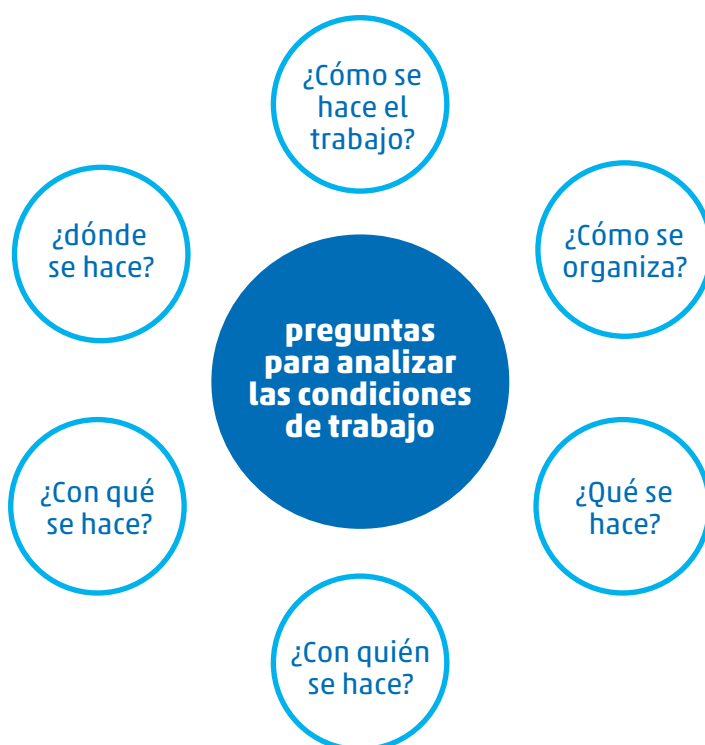 ¿Cómo se
hace el
trabajo?
¿dónde
se hace?
¿Cómo se
organiza?
preguntas
para analizar
las condiciones
de trabajo
¿Con qué
se hace?
¿Qué se
hace?
¿Con quién
se hace?